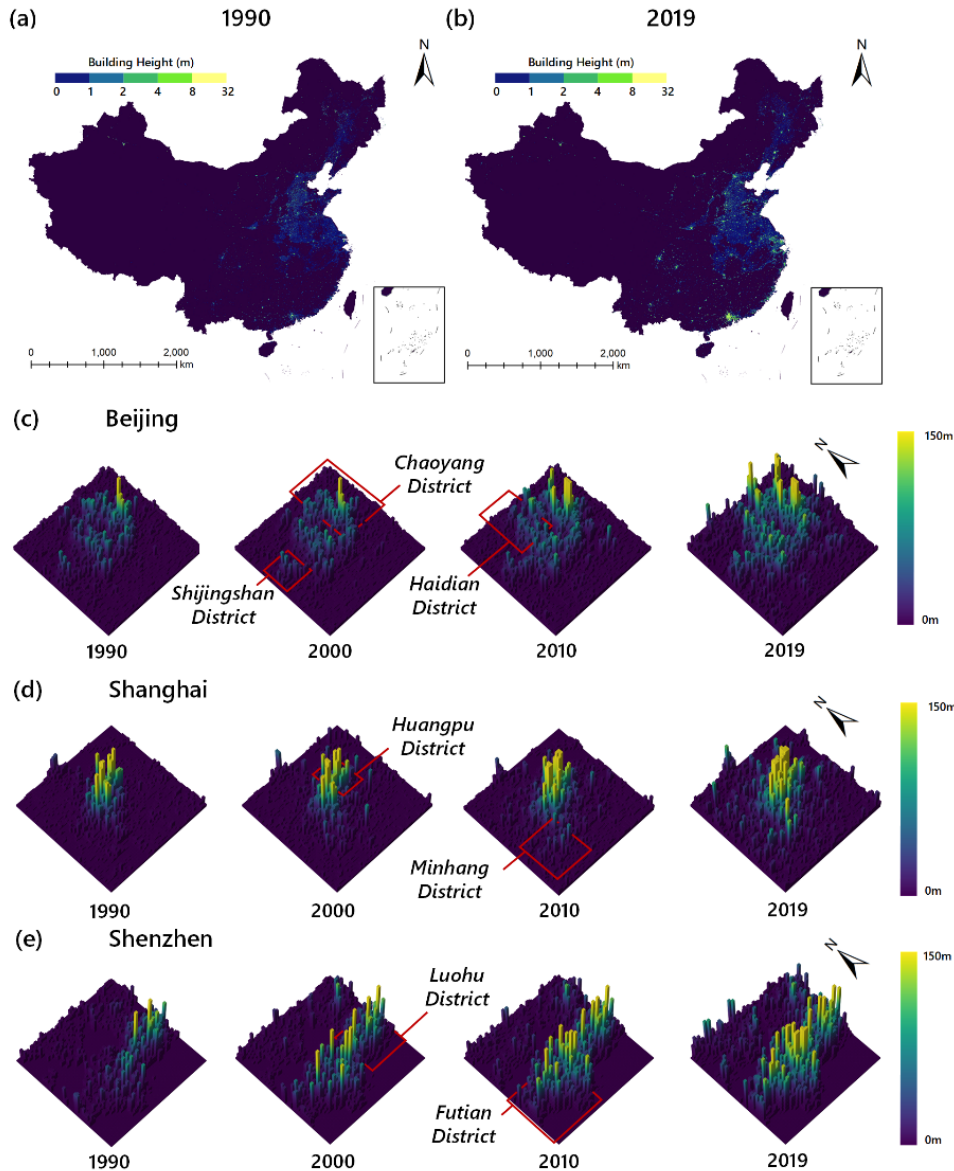 (a) 1990
(b) 2019
Building Height (m)
0 1 2 4 8 32
N
Building Height (m)
0 1 2 4 8 32
N
0 1,000 2,000
km
0 1,000 2,000
km
(c) Beijing
Chaoyang
District
Shijingshan
District
Haidian
District
N
150m
0m
1990 2000 2010 2019
(d) Shanghai
Huangpu
District
Minhang
District
N
150m
0m
1990 2000 2010 2019
(e) Shenzhen
Luohu
District
Futian
District
N
150m
0m
1990 2000 2010 2019